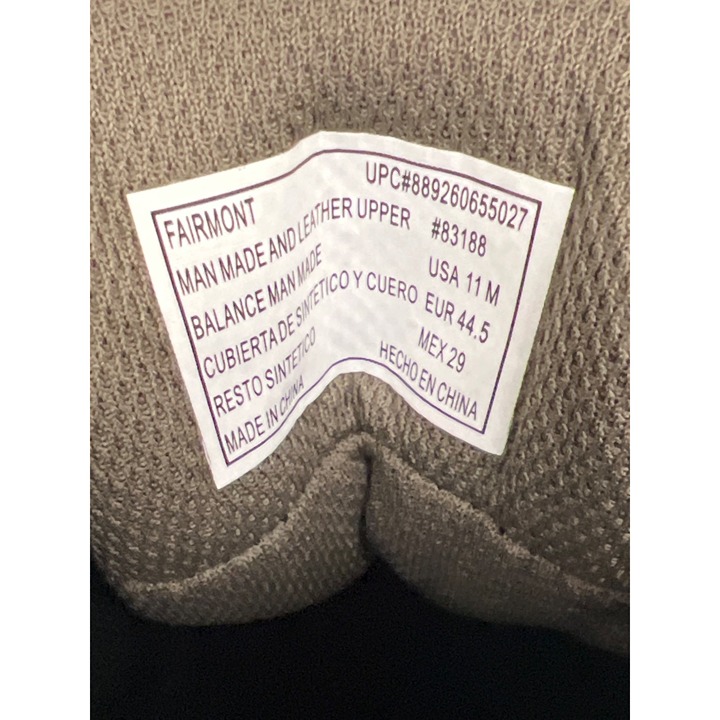 FAIRMONT UPC#889260655027
MAN MADE AND LEATHER UPPER #83188
BALANCE MAN MADE USA 11 M
CUBIERTA DE SINTETICO Y CUERO EUR 44.5
RESTO SINTETICO MEX 29
MADE IN CHINA HECHO EN CHINA